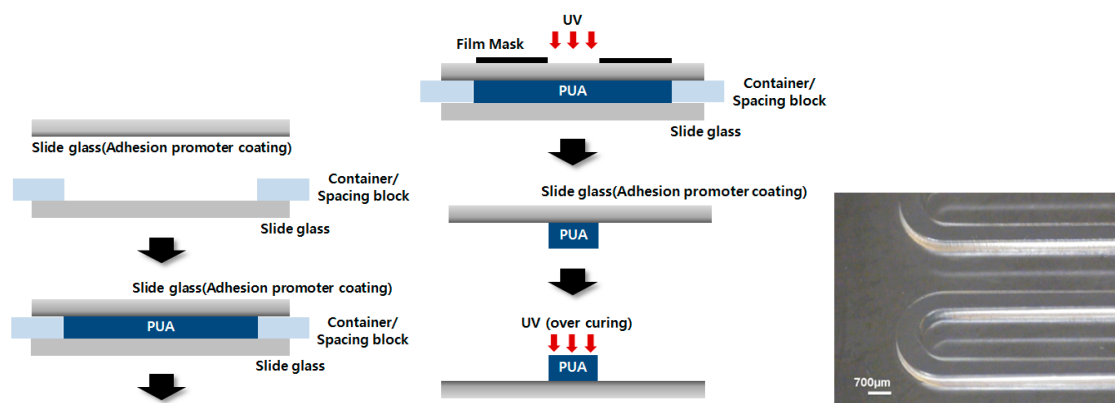 Slide glass(Adhesion promoter coating)
Container/
Spacing block
Slide glass
Slide glass(Adhesion promoter coating)
PUA
Container/
Spacing block
Slide glass
UV
Film Mask
PUA
Container/
Spacing block
Slide glass
Slide glass(Adhesion promoter coating)
PUA
UV (over curing)
PUA
700μm